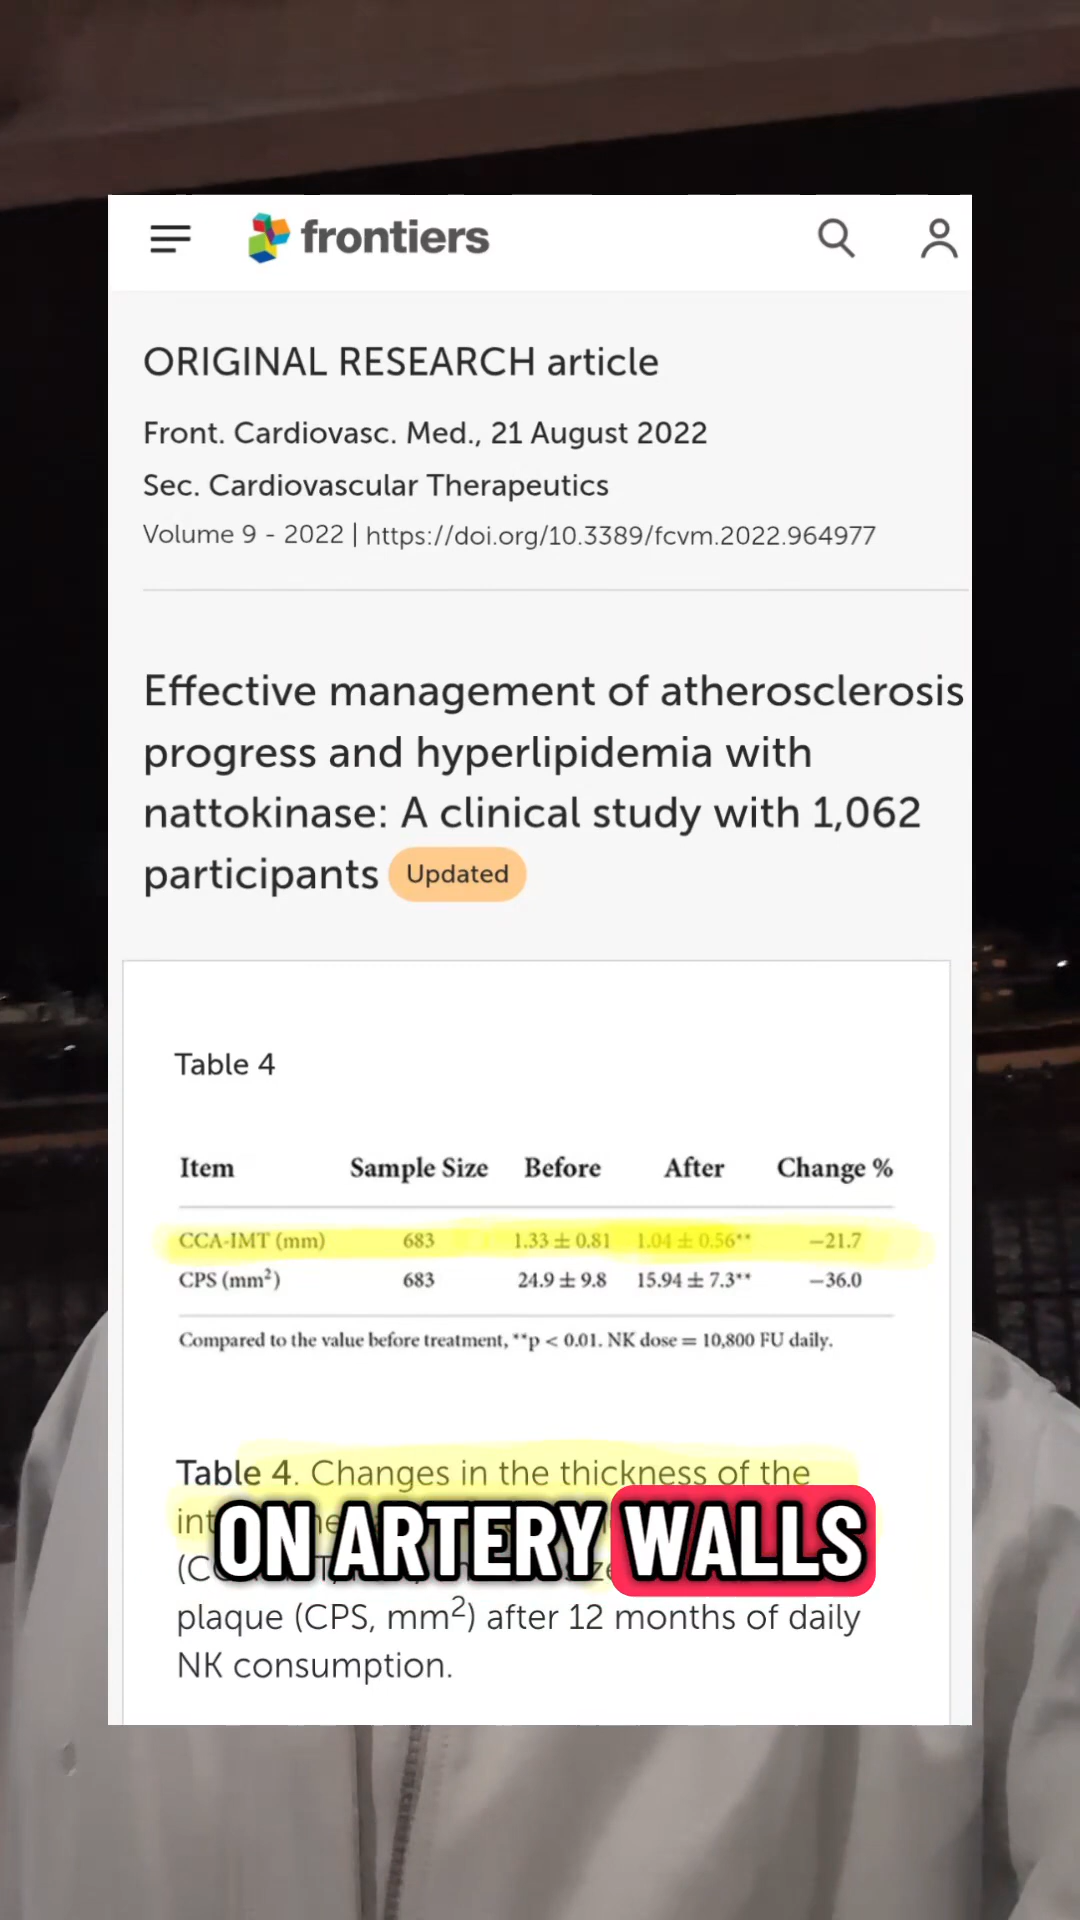 frontiers
ORIGINAL RESEARCH article
Front. Cardiovasc. Med., 21 August 2022
Sec. Cardiovascular Therapeutics
Volume 9 - 2022 | https://doi.org/10.3389/fcvm.2022.964977
Effective management of atherosclerosis
progress and hyperlipidemia with
nattokinase: A clinical study with 1,062
participants Updated
Table 4
Item Sample Size Before After Change %
CCA-IMT (mm) 683 1.33 ± 0.81 1.04 ± 0.56** −21.7
CPS (mm²) 683 24.9 ± 9.8 15.94 ± 7.3** −36.0
Compared to the value before treatment, **p < 0.01. NK dose = 10,800 FU daily.
Table 4. Changes in the thickness of the
ON ARTERY WALLS
plaque (CPS, mm²) after 12 months of daily
NK consumption.